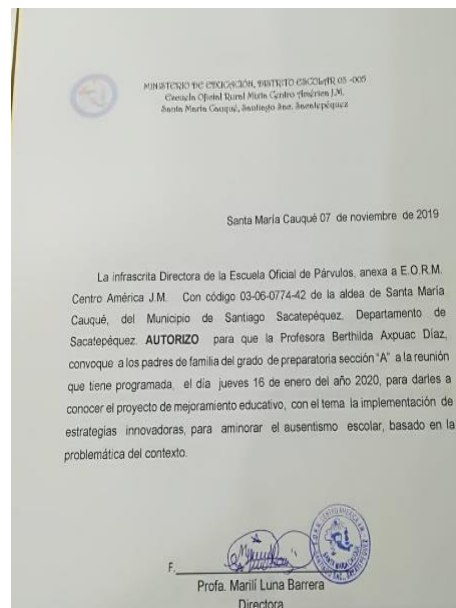 MINISTERIO DE EDUCACIÓN, DISTRITO ESCOLAR 03 -005
Escuela Oficial Rural Mixta Centro América J.M.
Santa María Cauqué, Santiago Sac. Sacatepéquez
Santa María Cauqué 07 de noviembre de 2019
La infrascrita Directora de la Escuela Oficial de Párvulos, anexa a E.O.R.M.
Centro América J.M. Con código 03-06-0774-42 de la aldea de Santa María
Cauqué, del Municipio de Santiago Sacatepéquez. Departamento de
Sacatepéquez. AUTORIZO para que la Profesora Berthilda Axpuac Díaz,
convoque a los padres de familia del grado de preparatoria sección "A" a la reunión
que tiene programada, el día jueves 16 de enero del año 2020, para darles a
conocer el proyecto de mejoramiento educativo, con el tema la implementación de
estrategias innovadoras, para aminorar el ausentismo escolar, basado en la
problemática del contexto.
F.
Profa. Marilí Luna Barrera
Directora